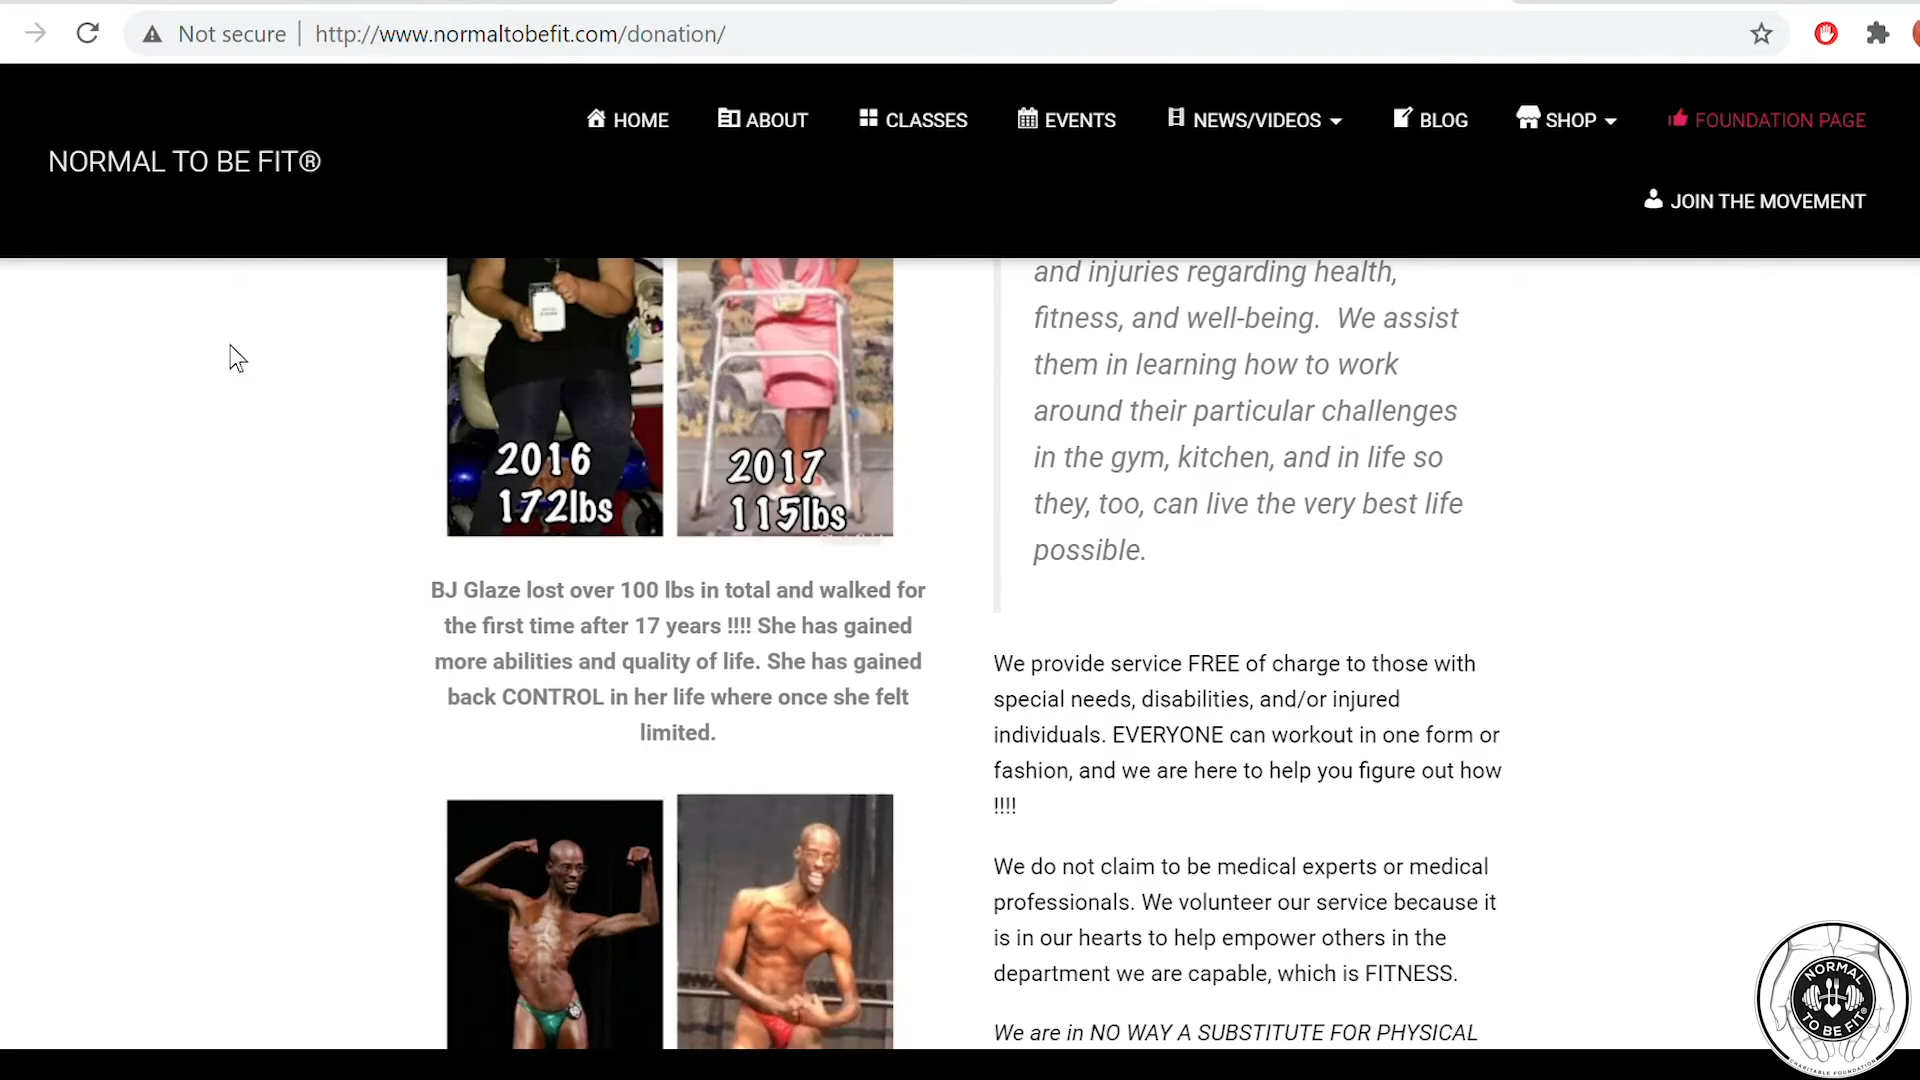 Not secure
http://www.normaltobefit.com/donation/
HOME
ABOUT
CLASSES
EVENTS
NEWS/VIDEOS
BLOG
SHOP
FOUNDATION PAGE
NORMAL TO BE FIT®
JOIN THE MOVEMENT
2016
172lbs
2017
115lbs
BJ Glaze lost over 100 lbs in total and walked for
the first time after 17 years !!!! She has gained
more abilities and quality of life. She has gained
back CONTROL in her life where once she felt
limited.
and injuries regarding health,
fitness, and well-being.  We assist
them in learning how to work
around their particular challenges
in the gym, kitchen, and in life so
they, too, can live the very best life
possible.
We provide service FREE of charge to those with
special needs, disabilities, and/or injured
individuals. EVERYONE can workout in one form or
fashion, and we are here to help you figure out how
!!!!
We do not claim to be medical experts or medical
professionals. We volunteer our service because it
is in our hearts to help empower others in the
department we are capable, which is FITNESS.
We are in NO WAY A SUBSTITUTE FOR PHYSICAL
NORMAL
TO BE FIT®
CHARITABLE FOUNDATION